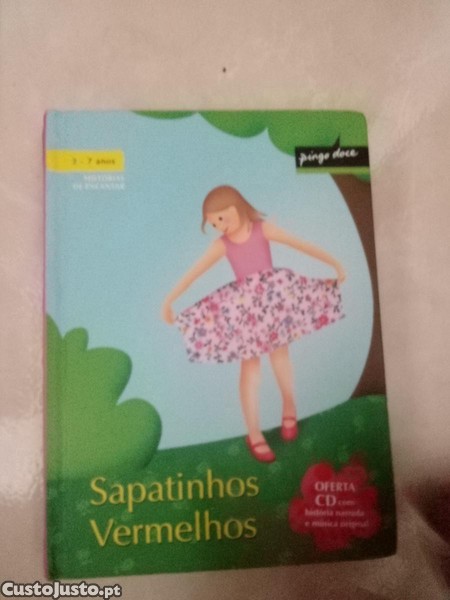 3 - 7 anos
HISTÓRIAS
DE ENCANTAR
pingo doce
Sapatinhos
Vermelhos
OFERTA
CD com
história narrada
e música original
CustoJusto.pt